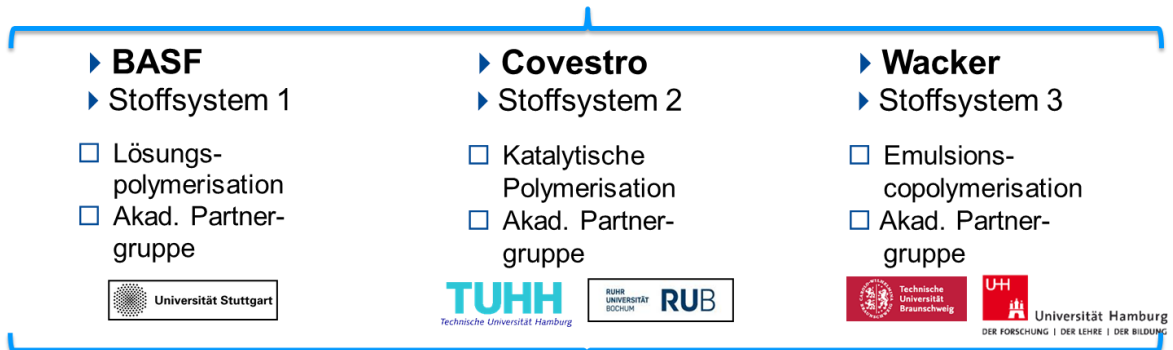 BASF
Stoffsystem 1
Lösungs-
polymerisation
Akad. Partner-
gruppe
Universität Stuttgart
Covestro
Stoffsystem 2
Katalytische
Polymerisation
Akad. Partner-
gruppe
TUHH
Technische Universität Hamburg
RUHR
UNIVERSITÄT
BOCHUM
RUB
Wacker
Stoffsystem 3
Emulsions-
copolymerisation
Akad. Partner-
gruppe
Technische
Universität
Braunschweig
UHH
Universität Hamburg
DER FORSCHUNG | DER LEHRE | DER BILDUNG